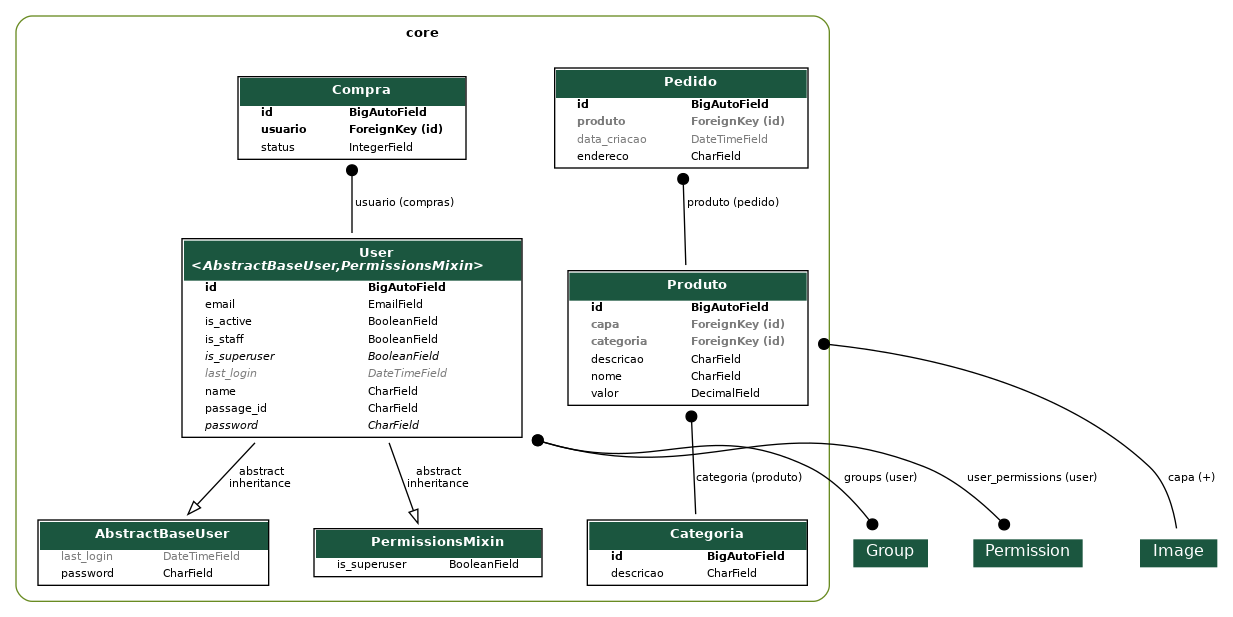 core
Compra
id BigAutoField
usuario ForeignKey (id)
status IntegerField
Pedido
id BigAutoField
produto ForeignKey (id)
data_criacao DateTimeField
endereco CharField
usuario (compras)
produto (pedido)
User
<AbstractBaseUser,PermissionsMixin>
id BigAutoField
email EmailField
is_active BooleanField
is_staff BooleanField
is_superuser BooleanField
last_login DateTimeField
name CharField
passage_id CharField
password CharField
Produto
id BigAutoField
capa ForeignKey (id)
categoria ForeignKey (id)
descricao CharField
nome CharField
valor DecimalField
abstract
inheritance
abstract
inheritance
categoria (produto)
groups (user)
user_permissions (user)
capa (+)
AbstractBaseUser
last_login DateTimeField
password CharField
PermissionsMixin
is_superuser BooleanField
Categoria
id BigAutoField
descricao CharField
Group
Permission
Image